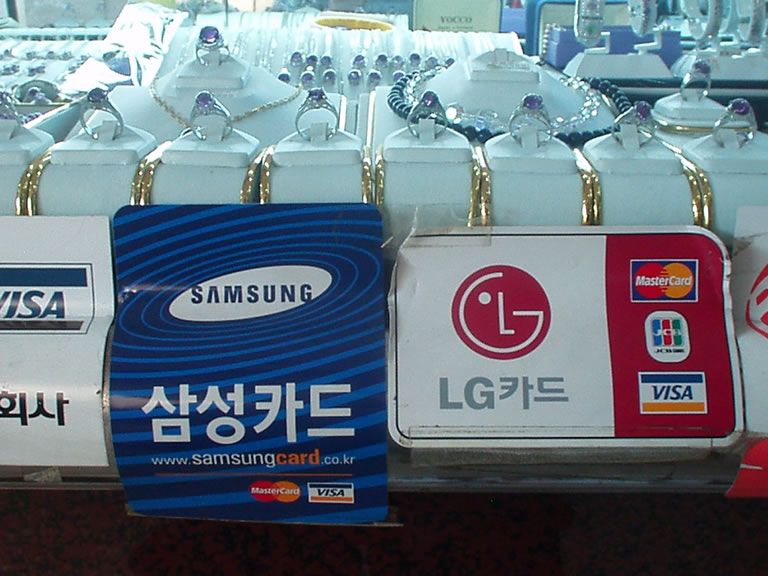 YOCCO
VISA
회사
SAMSUNG
삼성카드
www.samsungcard.co.kr
MasterCard
VISA
LG
LG카드
MasterCard
JCB
VISA